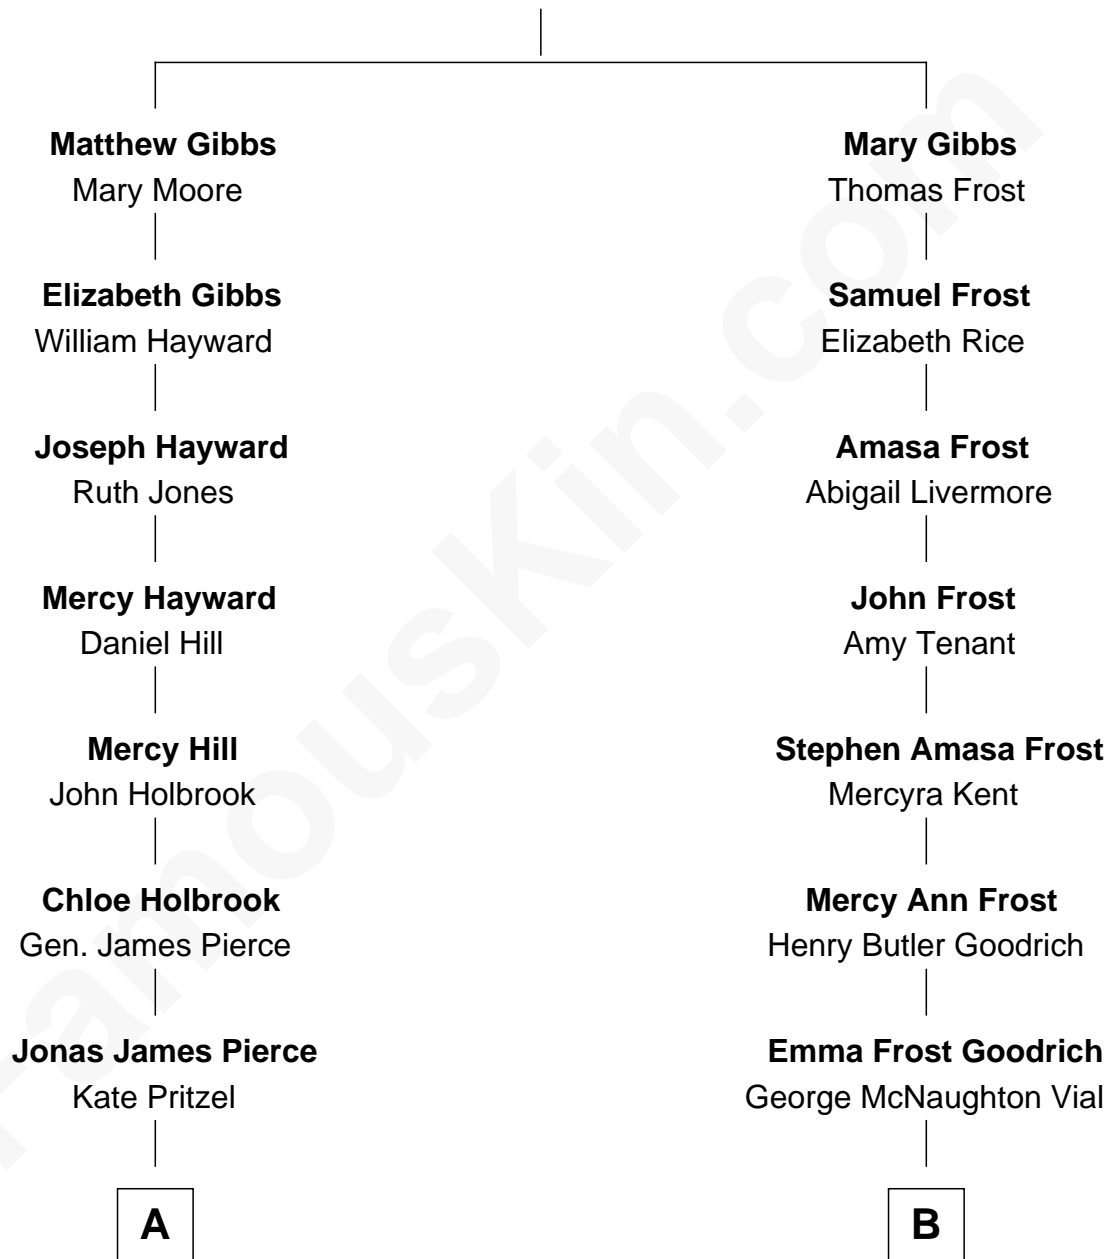 Matthew Gibbs
Mary Moore
Elizabeth Gibbs
William Hayward
Joseph Hayward
Ruth Jones
Mercy Hayward
Daniel Hill
Mercy Hill
John Holbrook
Chloe Holbrook
Gen. James Pierce
Jonas James Pierce
Kate Pritzel
A
Mary Gibbs
Thomas Frost
Samuel Frost
Elizabeth Rice
Amasa Frost
Abigail Livermore
John Frost
Amy Tenant
Stephen Amasa Frost
Mercyra Kent
Mercy Ann Frost
Henry Butler Goodrich
Emma Frost Goodrich
George McNaughton Vial
B
FamousKin.com